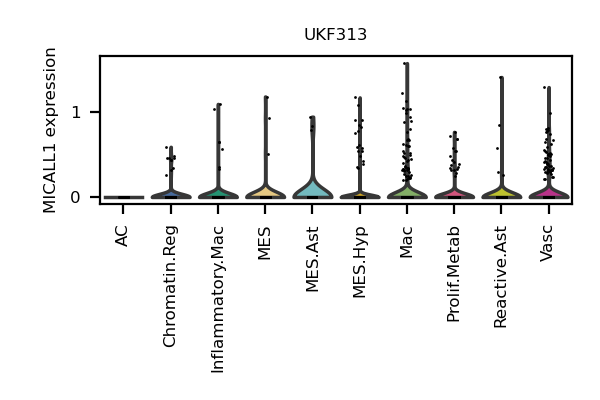 UKF313
MICALL1 expression
1
0
AC
Chromatin.Reg
Inflammatory.Mac
MES
MES.Ast
MES.Hyp
Mac
Prolif.Metab
Reactive.Ast
Vasc